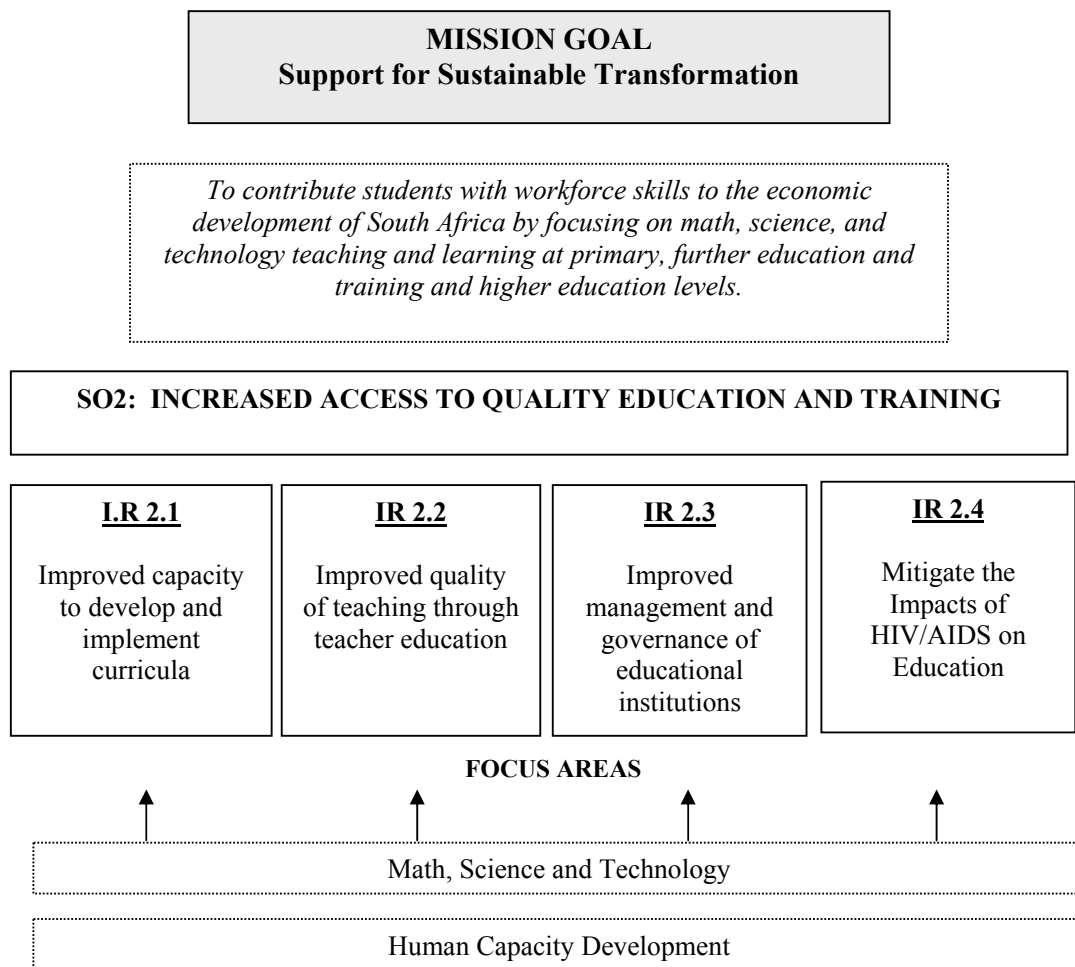 MISSION GOAL
Support for Sustainable Transformation
To contribute students with workforce skills to the economic
development of South Africa by focusing on math, science, and
technology teaching and learning at primary, further education and
training and higher education levels.
SO2: INCREASED ACCESS TO QUALITY EDUCATION AND TRAINING
I.R 2.1
Improved capacity
to develop and
implement
curricula
IR 2.2
Improved quality
of teaching through
teacher education
IR 2.3
Improved
management and
governance of
educational
institutions
IR 2.4
Mitigate the
Impacts of
HIV/AIDS on
Education
FOCUS AREAS
Math, Science and Technology
Human Capacity Development